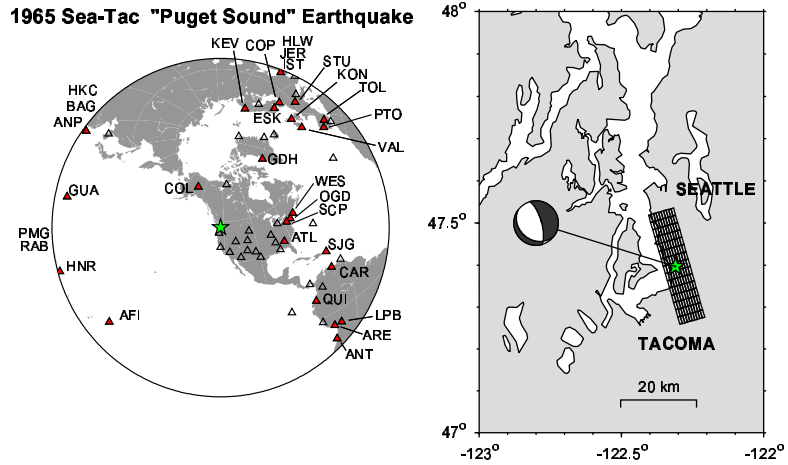 1965 Sea-Tac "Puget Sound" Earthquake
KEV
COP
HLW
JER
IST
STU
KON
TOL
PTO
VAL
ESK
HKC
BAG
ANP
GDH
COL
GUA
WES
OGD
SCP
ATL
SJG
CAR
PMG
RAB
HNR
QUI
AFI
LPB
ARE
ANT
48°
47.5°
47°
-123°
-122.5°
-122°
SEATTLE
TACOMA
20 km